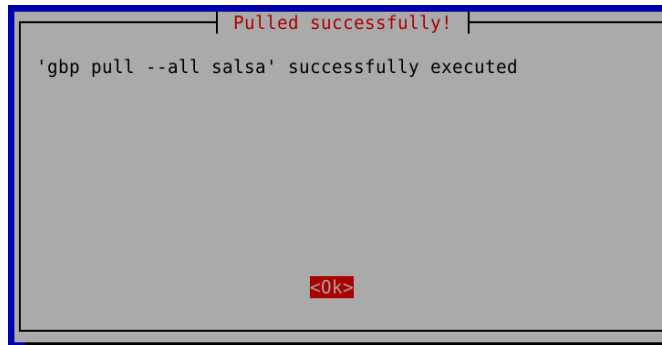 Pulled successfully!
'gbp pull --all salsa' successfully executed
<Ok>